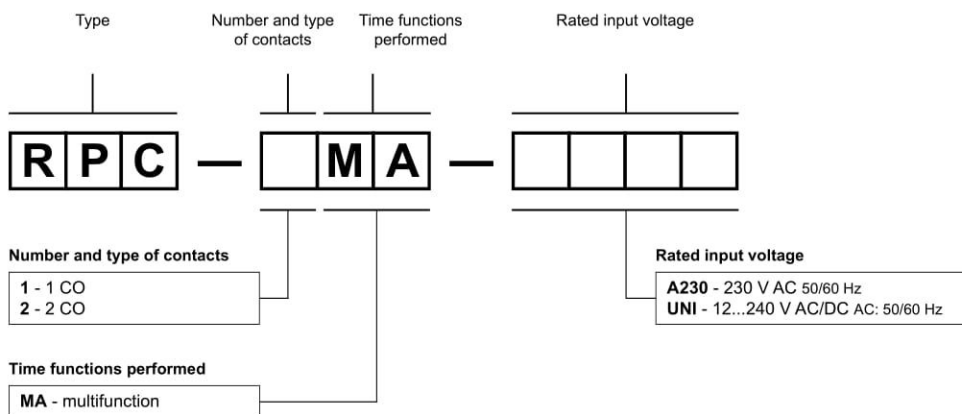 Type
Number and type
of contacts
Time functions
performed
Rated input voltage
RPC — MA —
Number and type of contacts
1 - 1 CO
2 - 2 CO
Rated input voltage
A230 - 230 V AC 50/60 Hz
UNI - 12...240 V AC/DC AC: 50/60 Hz
Time functions performed
MA - multifunction